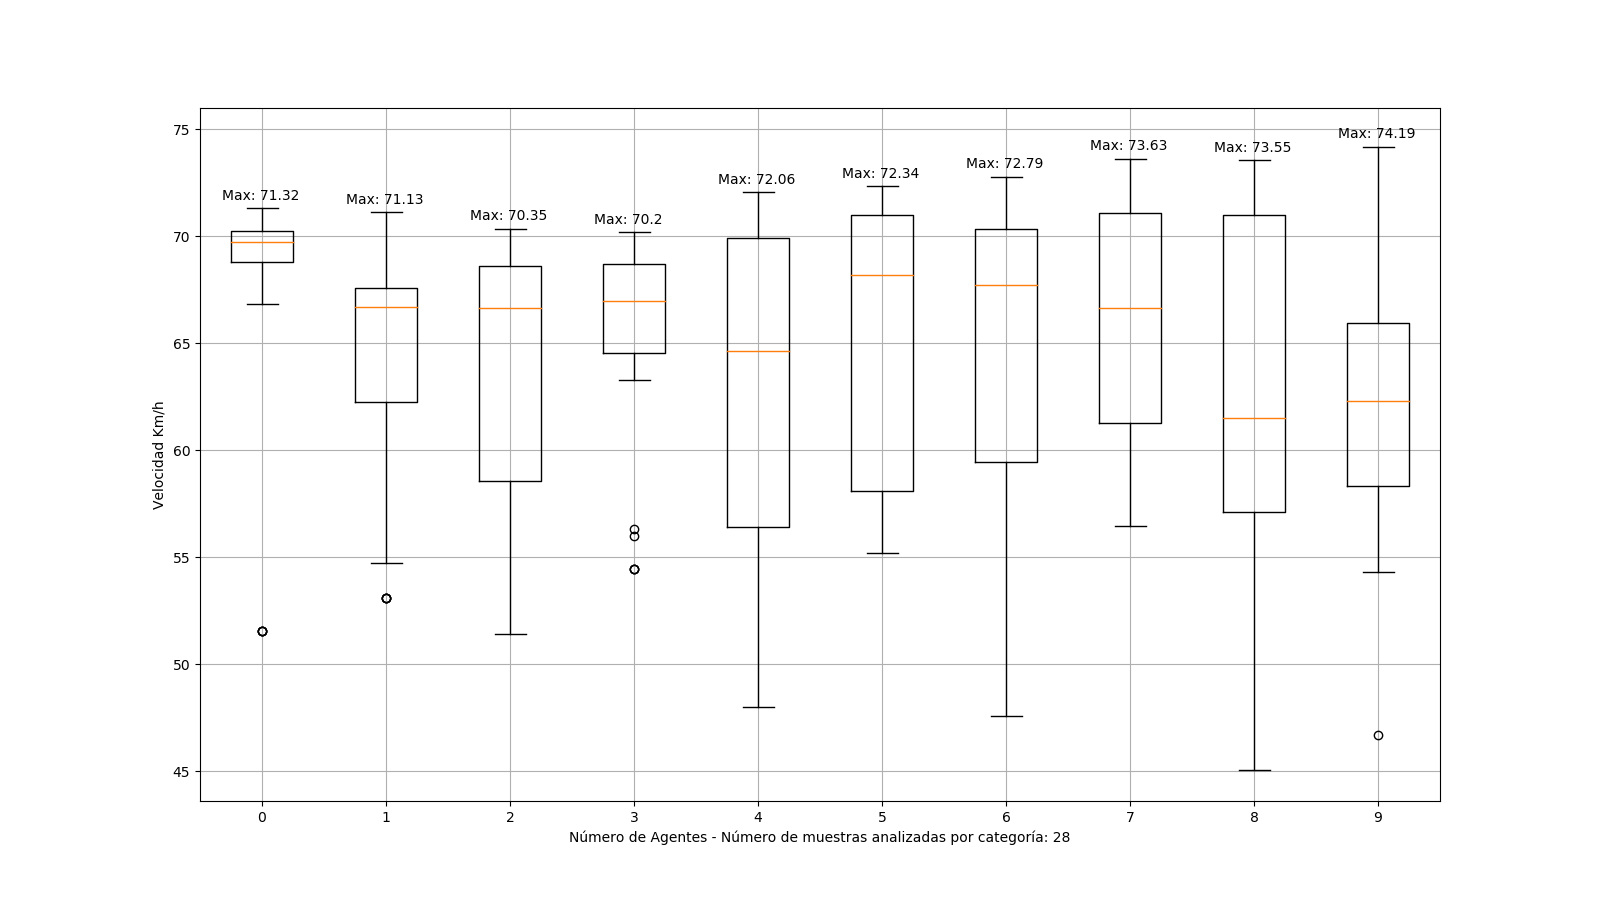 Max: 71.32
Max: 71.13
Max: 70.35
Max: 70.2
Max: 72.06
Max: 72.34
Max: 72.79
Max: 73.63
Max: 73.55
Max: 74.19
75
70
65
60
55
50
45
Velocidad Km/h
0 1 2 3 4 5 6 7 8 9
Número de Agentes - Número de muestras analizadas por categoría: 28